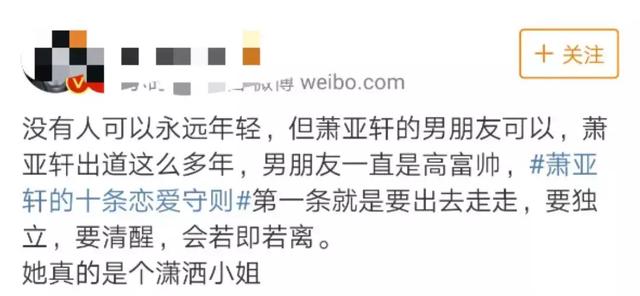 + 关注
微博 weibo.com
没有人可以永远年轻，但萧亚轩的男朋友可以，萧
亚轩出道这么多年，男朋友一直是高富帅，#萧亚
轩的十条恋爱守则#第一条就是要出去走走，要独
立，要清醒，会若即若离。
她真的是个潇洒小姐